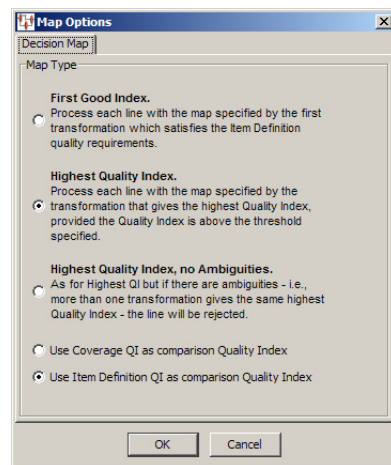 Map Options
Decision Map
Map Type
First Good Index.
Process each line with the map specified by the first
transformation which satisfies the Item Definition
quality requirements.
Highest Quality Index.
Process each line with the map specified by the
transformation that gives the highest Quality Index,
provided the Quality Index is above the threshold
specified.
Highest Quality Index, no Ambiguities.
As for Highest QI but if there are ambiguities - i.e.,
more than one transformation gives the same highest
Quality Index - the line will be rejected.
Use Coverage QI as comparison Quality Index
Use Item Definition QI as comparison Quality Index
OK Cancel